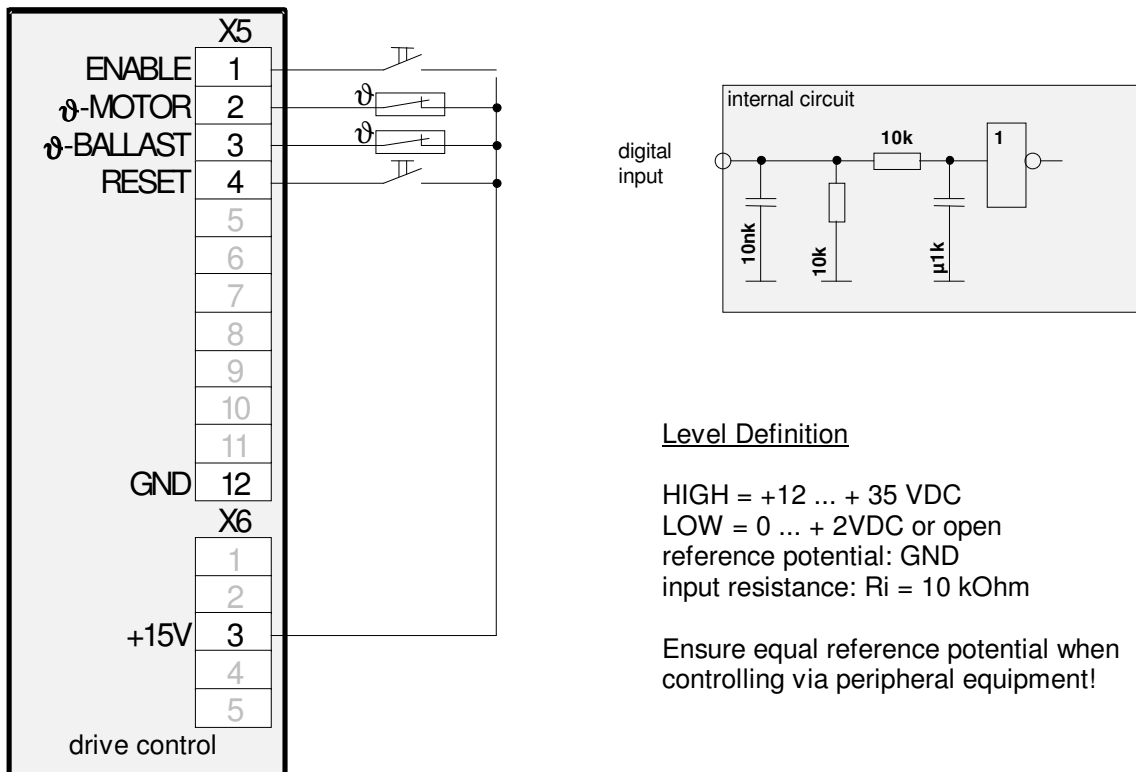 X5
ENABLE 1
ϑ-MOTOR 2 ϑ
ϑ-BALLAST 3 ϑ
RESET 4
5
6
7
8
9
10
11
GND 12
X6
1
2
+15V 3
4
5
drive control
internal circuit
digital
input
10k
1
10nk
10k
µ1k
Level Definition
HIGH = +12 ... + 35 VDC
LOW = 0 ... + 2VDC or open
reference potential: GND
input resistance: Ri = 10 kOhm
Ensure equal reference potential when
controlling via peripheral equipment!